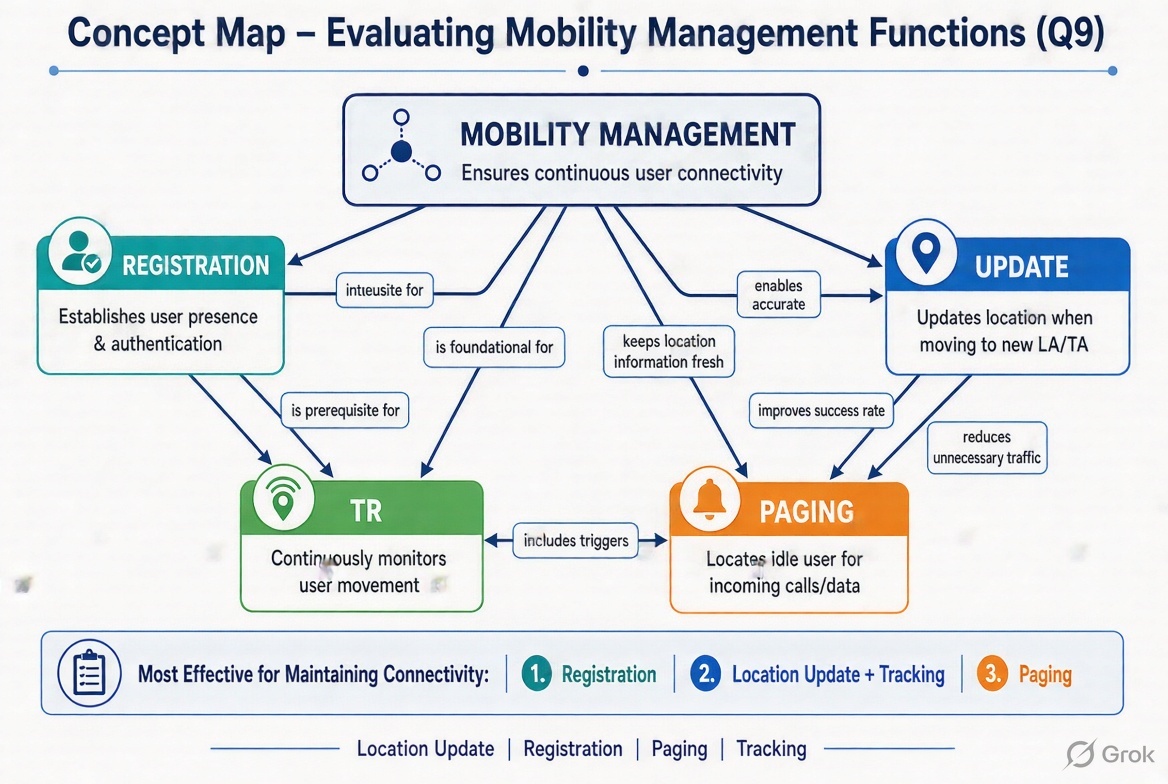 Concept Map – Evaluating Mobility Management Functions (Q9)
MOBILITY MANAGEMENT
Ensures continuous user connectivity
REGISTRATION
Establishes user presence
& authentication
UPDATE
Updates location when
moving to new LA/TA
inteusite for
enables
accurate
is foundational for
keeps location
information fresh
is prerequisite for
improves success rate
reduces
unnecessary traffic
TR
Continuously monitors
user movement
includes triggers
PAGING
Locates idle user for
incoming calls/data
Most Effective for Maintaining Connectivity: | 1. Registration | 2. Location Update + Tracking | 3. Paging
Location Update | Registration | Paging | Tracking
Grok